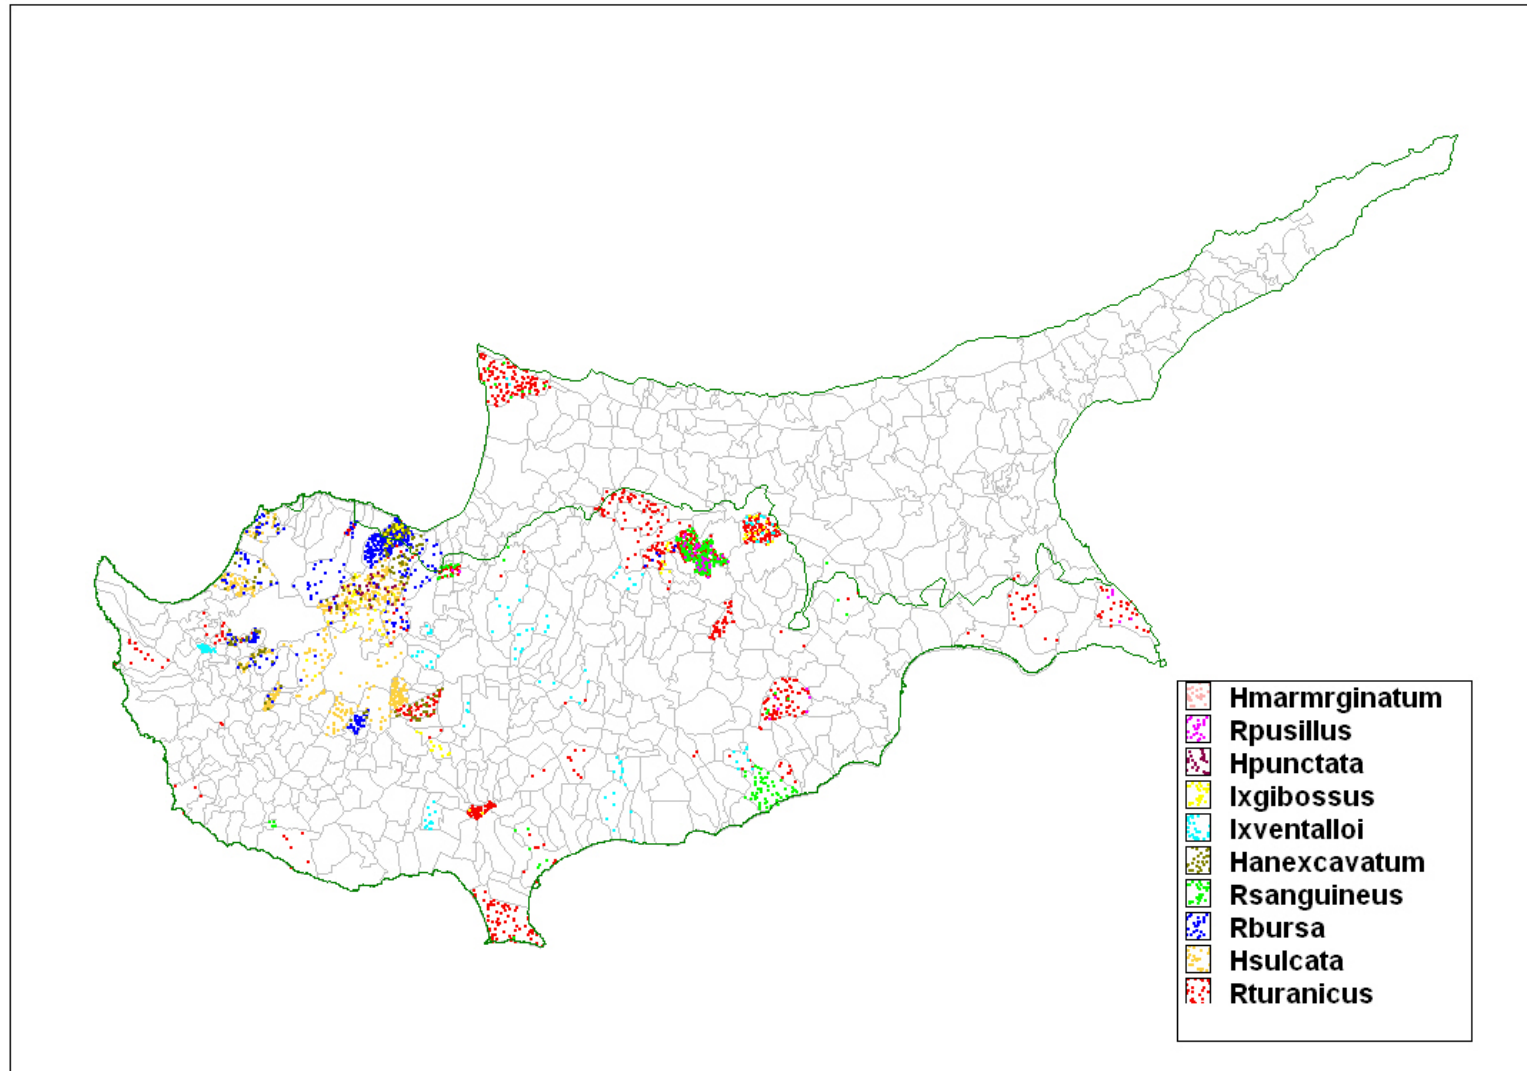 Hmarmrginatum
Rpusillus
Hpunctata
Ixgibossus
Ixventalloi
Hanexcavatum
Rsanguineus
Rbursa
Hsulcata
Rturanicus